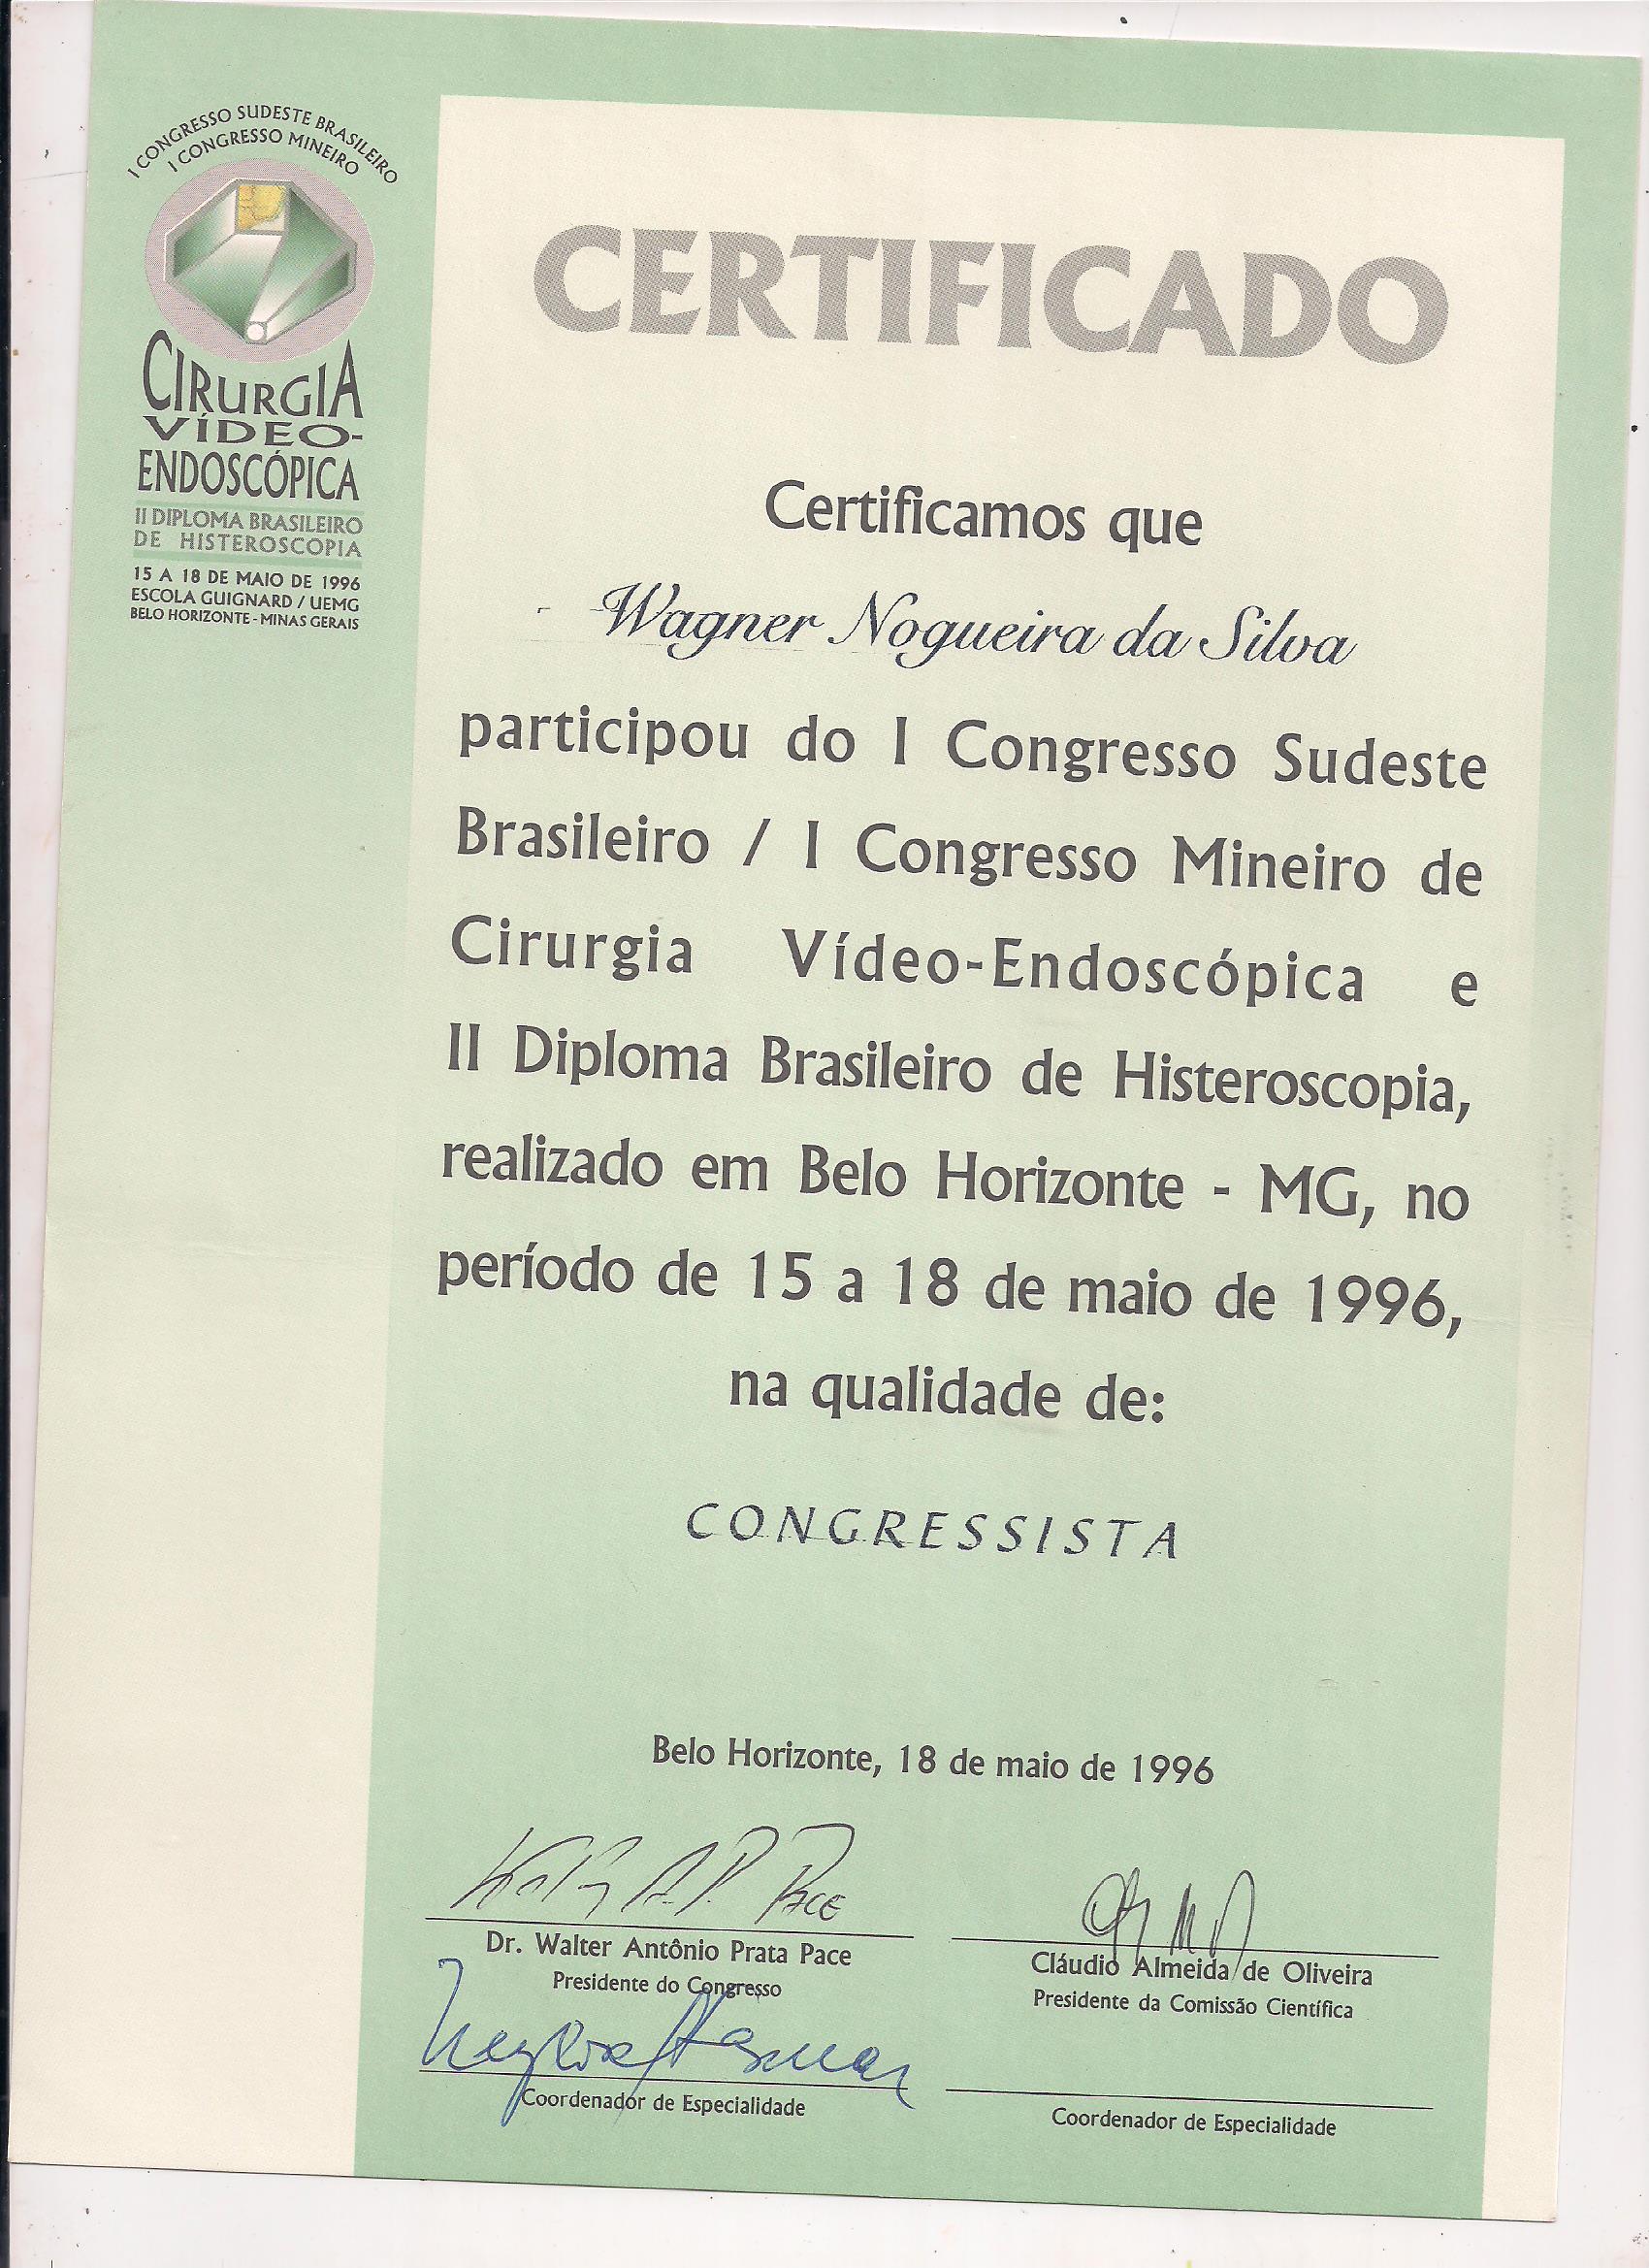 I CONGRESSO SUDESTE BRASILEIRO
I CONGRESSO MINEIRO
CIRURGIA
VÍDEO-
ENDOSCÓPICA
II DIPLOMA BRASILEIRO
DE HISTEROSCOPIA
15 A 18 DE MAIO DE 1996
ESCOLA GUIGNARD / UEMG
BELO HORIZONTE - MINAS GERAIS
CERTIFICADO
Certificamos que
Wagner Nogueira da Silva
participou do I Congresso Sudeste
Brasileiro / I Congresso Mineiro de
Cirurgia Vídeo-Endoscópica e
II Diploma Brasileiro de Histeroscopia,
realizado em Belo Horizonte - MG, no
período de 15 a 18 de maio de 1996,
na qualidade de:
CONGRESSISTA
Belo Horizonte, 18 de maio de 1996
Dr. Walter Antônio Prata Pace
Presidente do Congresso
Cláudio Almeida de Oliveira
Presidente da Comissão Científica
Coordenador de Especialidade
Coordenador de Especialidade